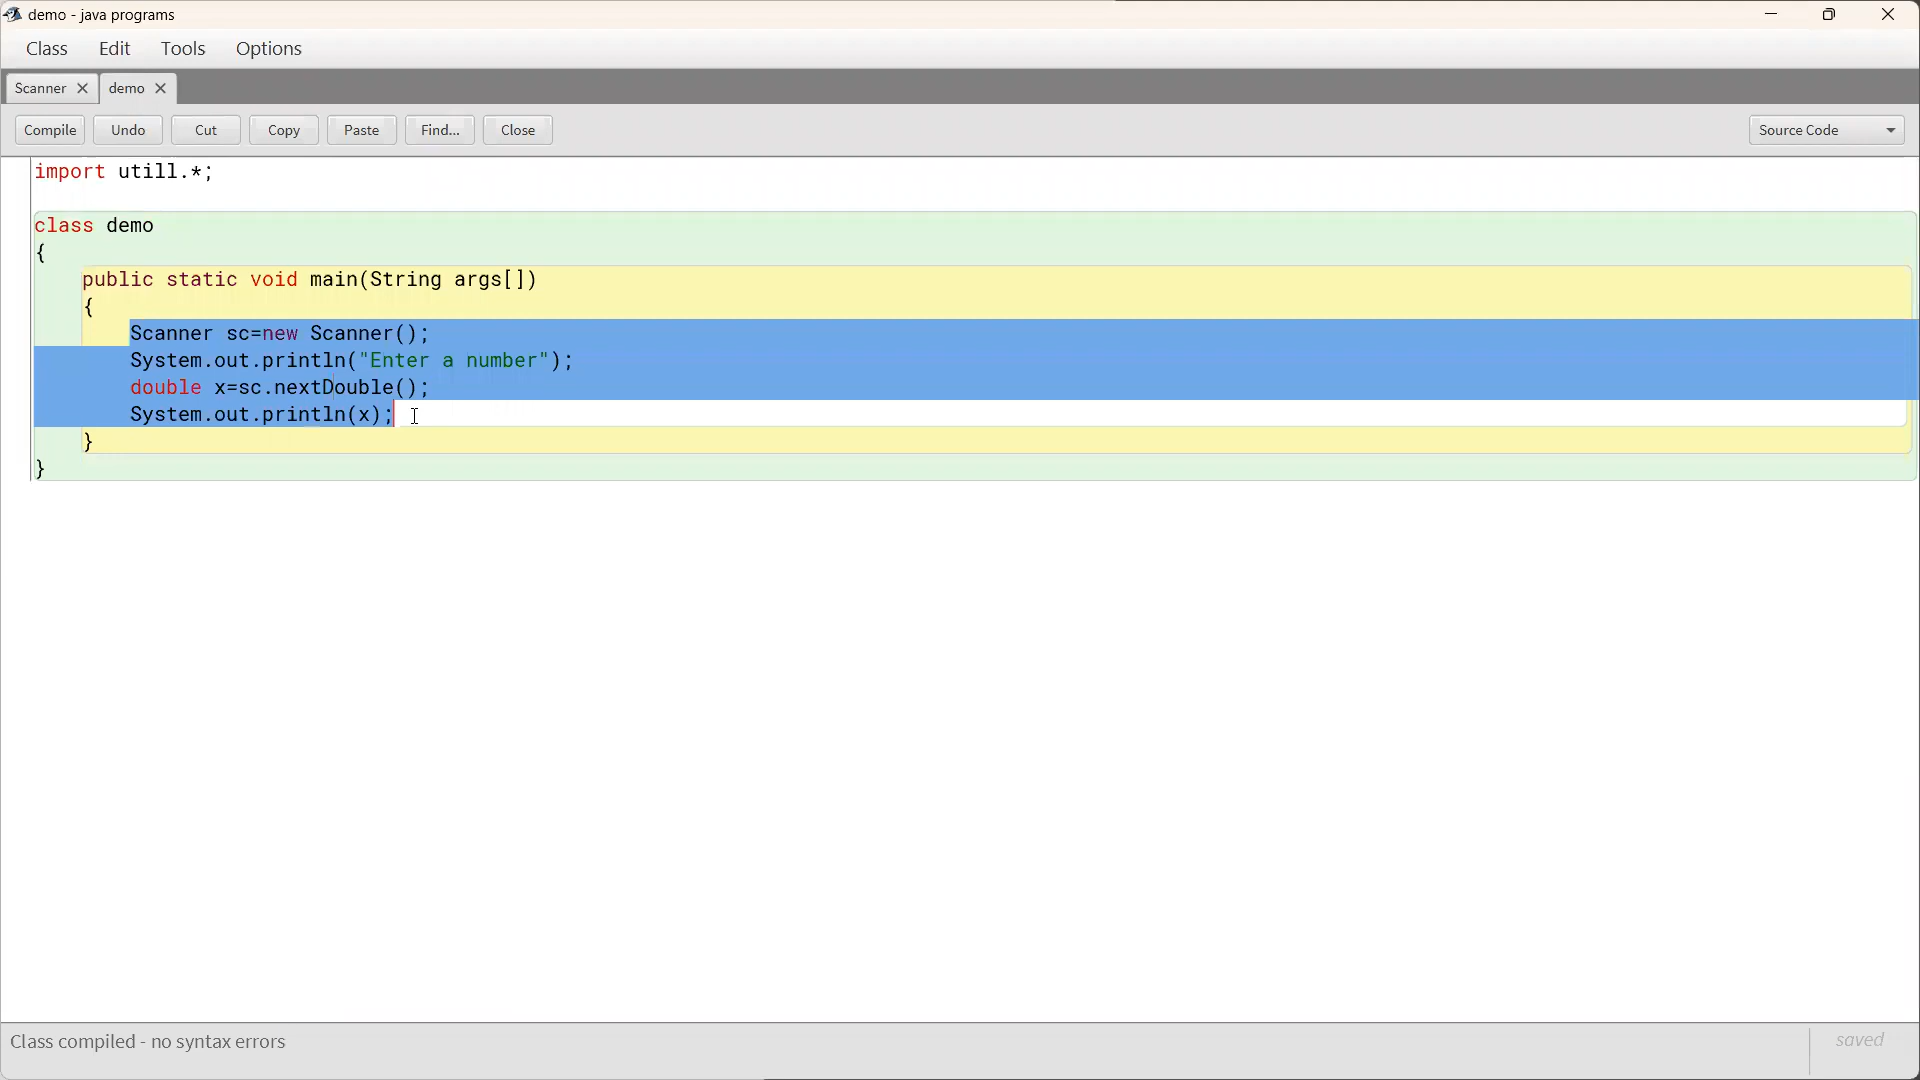 demo - java programs
Class Edit Tools Options
Scanner demo
Compile Undo Cut Copy Paste Find... Close Source Code
import utill.*;
class demo
{
public static void main(String args[])
{
Scanner sc=new Scanner();
System.out.println("Enter a number");
double x=sc.nextDouble();
System.out.println(x);
}
}
Class compiled - no syntax errors
saved